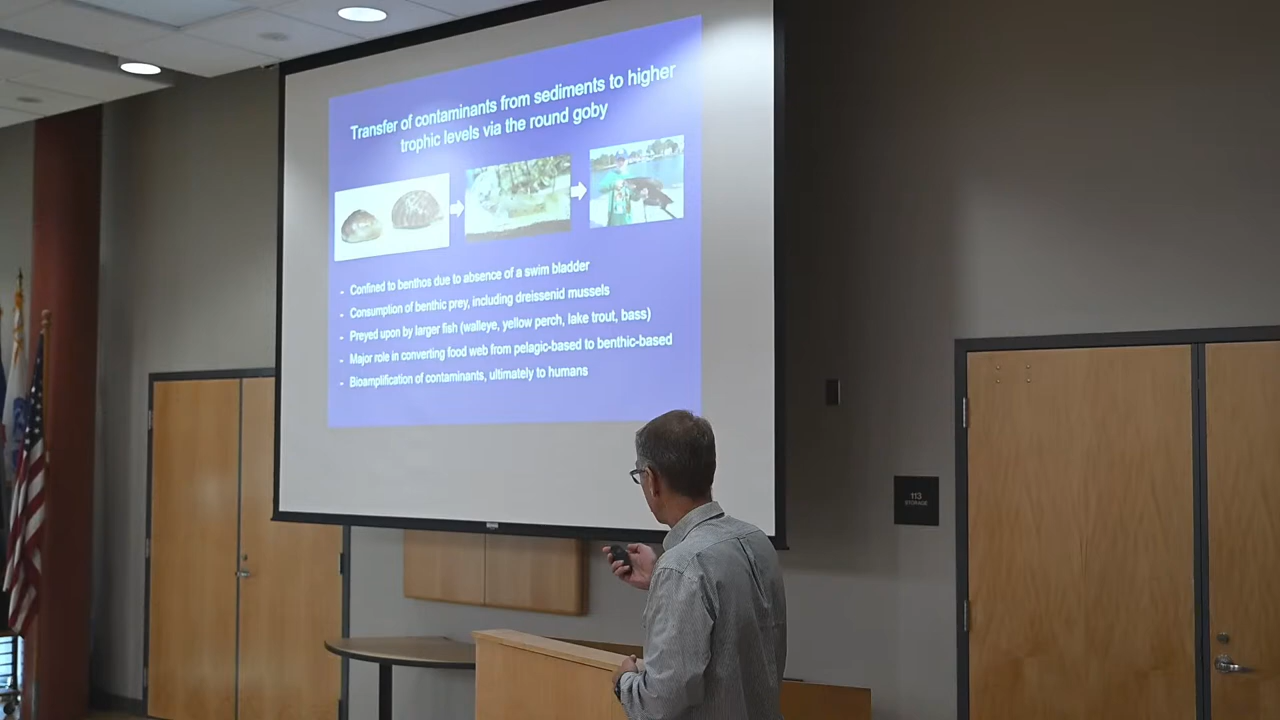 Transfer of contaminants from sediments to higher
trophic levels via the round goby
- Confined to benthos due to absence of a swim bladder
- Consumption of benthic prey, including dreissenid mussels
- Preyed upon by larger fish (walleye, yellow perch, lake trout, bass)
- Major role in converting food web from pelagic-based to benthic-based
- Bioamplification of contaminants, ultimately to humans
113
STORAGE